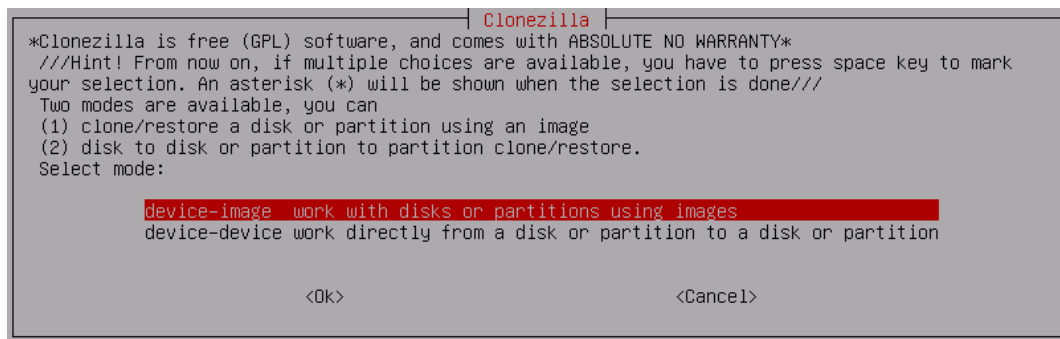 Clonezilla
*Clonezilla is free (GPL) software, and comes with ABSOLUTE NO WARRANTY*
///Hint! From now on, if multiple choices are available, you have to press space key to mark
your selection. An asterisk (*) will be shown when the selection is done///
Two modes are available, you can
(1) clone/restore a disk or partition using an image
(2) disk to disk or partition to partition clone/restore.
Select mode:
device-image work with disks or partitions using images
device-device work directly from a disk or partition to a disk or partition
<Ok> <Cancel>